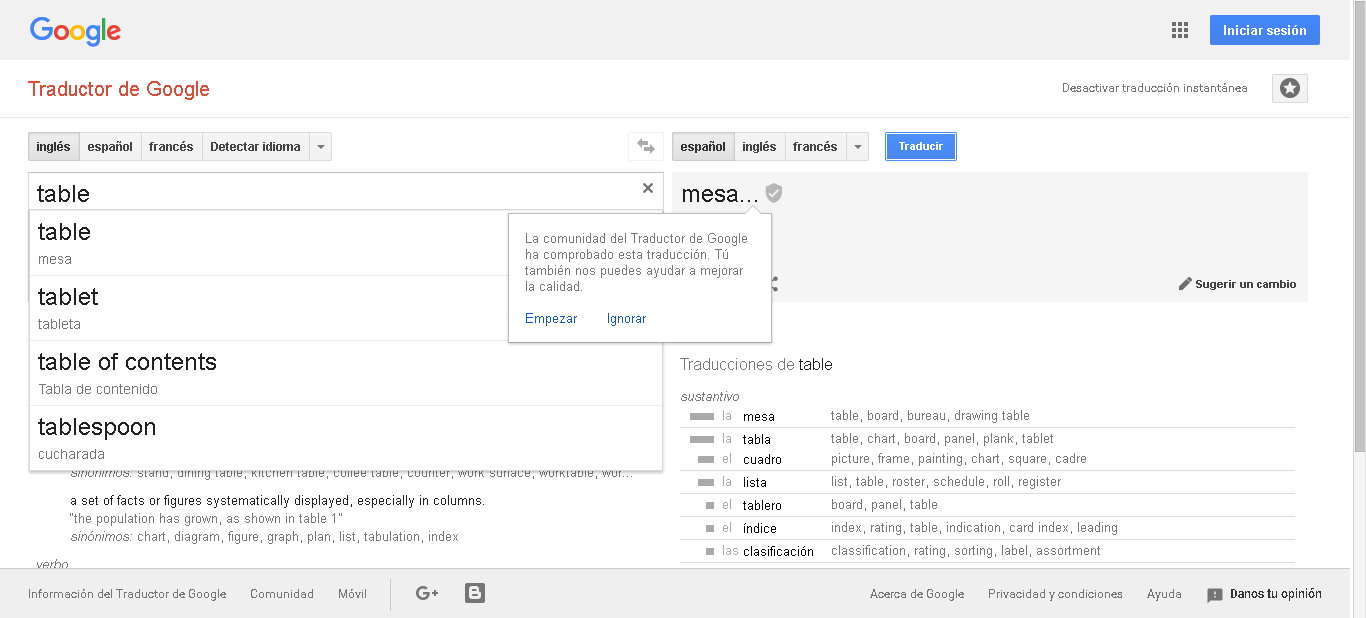 Google
Iniciar sesión
Traductor de Google
Desactivar traducción instantánea
inglés español francés Detectar idioma
español inglés francés Traducir
table
mesa...
table
mesa
tablet
tableta
table of contents
Tabla de contenido
tablespoon
cucharada
La comunidad del Traductor de Google
ha comprobado esta traducción. Tú
también nos puedes ayudar a mejorar
la calidad.
Empezar Ignorar
Sugerir un cambio
sinónimos: stand, dining table, kitchen table, coffee table, counter, work surface, worktable, wor...
a set of facts or figures systematically displayed, especially in columns.
"the population has grown, as shown in table 1"
sinónimos: chart, diagram, figure, graph, plan, list, tabulation, index
verbo
Traducciones de table
sustantivo
la mesa table, board, bureau, drawing table
la tabla table, chart, board, panel, plank, tablet
el cuadro picture, frame, painting, chart, square, cadre
la lista list, table, roster, schedule, roll, register
el tablero board, panel, table
el índice index, rating, table, indication, card index, leading
las clasificación classification, rating, sorting, label, assortment
Información del Traductor de Google Comunidad Móvil G+ B Acerca de Google Privacidad y condiciones Ayuda Danos tu opinión